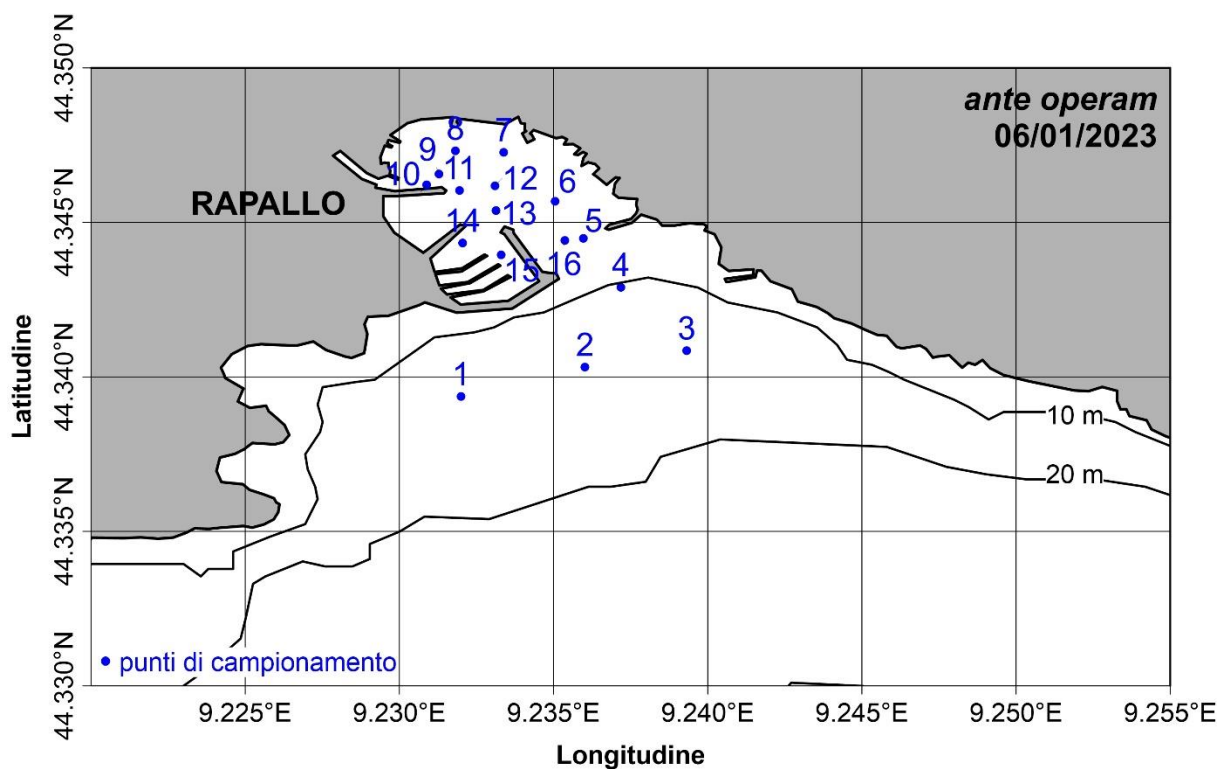 44.350°N
ante operam
06/01/2023
8
7
9
11
10
12
6
RAPALLO
44.345°N
14
13
5
15
16
4
3
2
44.340°N
1
Latitudine
10 m
20 m
44.335°N
punti di campionamento
44.330°N
9.225°E 9.230°E 9.235°E 9.240°E 9.245°E 9.250°E 9.255°E
Longitudine